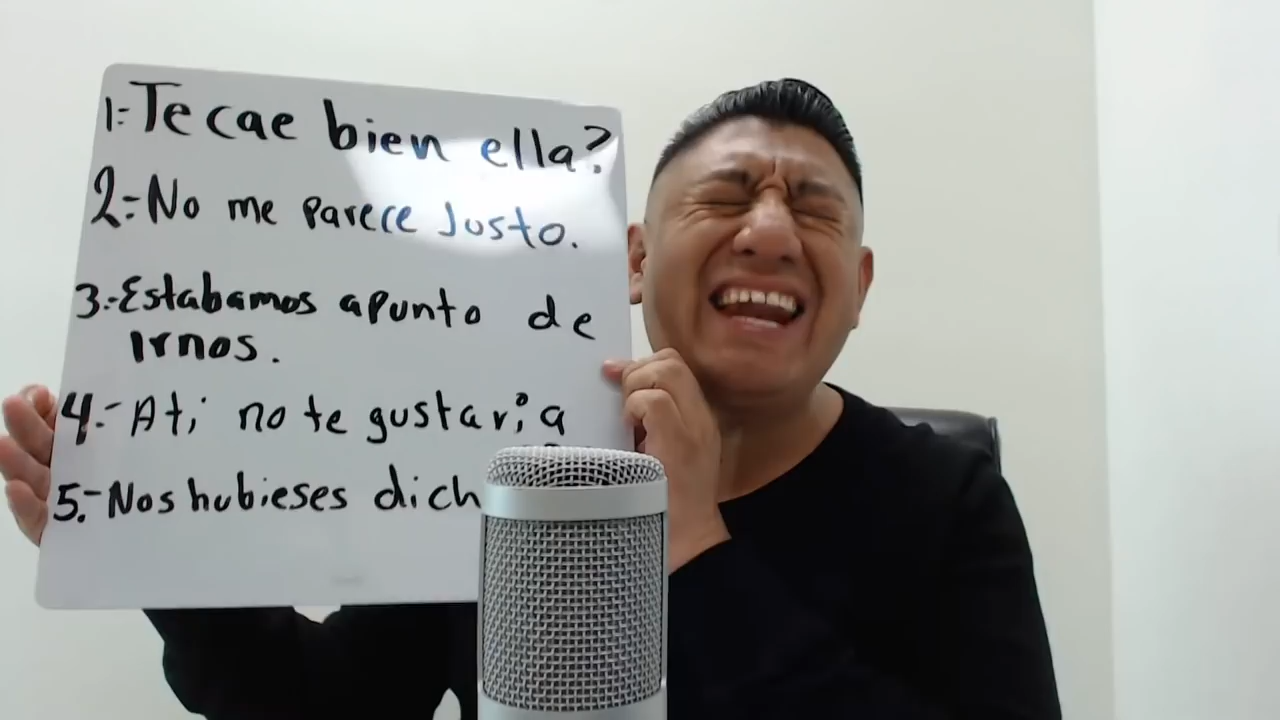 1.- Te cae bien ella?
2.- No me parece Justo.
3.- Estabamos apunto de
irnos.
4.- A ti no te gustaria
5.- Nos hubieses dich